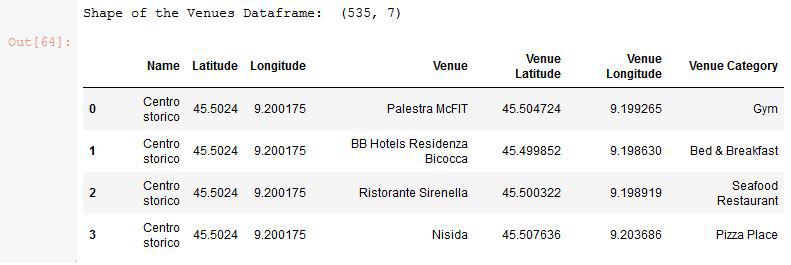 Shape of the Venues Dataframe:  (535, 7)
Out[64]:
Name Latitude Longitude Venue Venue Latitude Venue Longitude Venue Category
0 Centro storico 45.5024 9.200175 Palestra McFIT 45.504724 9.199265 Gym
1 Centro storico 45.5024 9.200175 BB Hotels Residenza Bicocca 45.499852 9.198630 Bed & Breakfast
2 Centro storico 45.5024 9.200175 Ristorante Sirenella 45.500322 9.198919 Seafood Restaurant
3 Centro storico 45.5024 9.200175 Nisida 45.507636 9.203686 Pizza Place